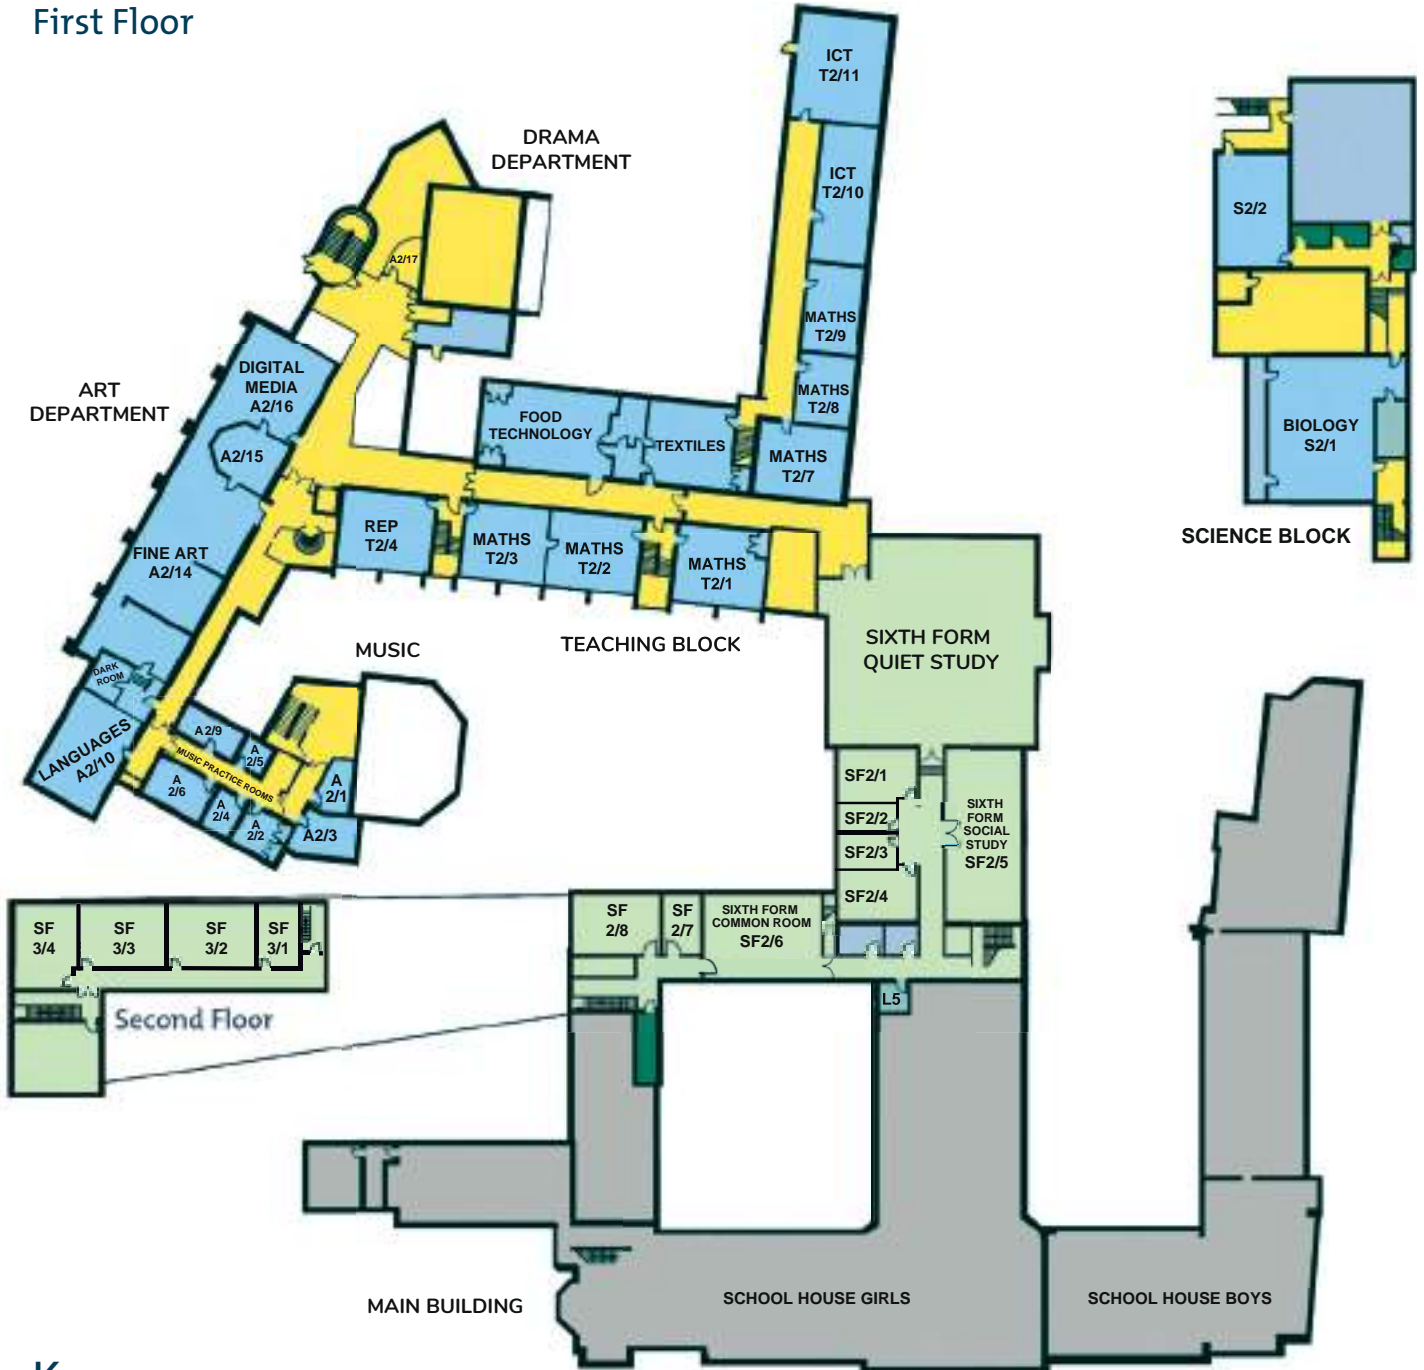 First Floor
ICT
T2/11
DRAMA
DEPARTMENT
ICT
T2/10
S2/2
A2/17
MATHS
T2/9
DIGITAL
MEDIA
A2/16
ART
DEPARTMENT
MATHS
T2/8
FOOD
TECHNOLOGY
TEXTILES
BIOLOGY
S2/1
A2/15
MATHS
T2/7
REP
T2/4
MATHS
T2/3
MATHS
T2/2
MATHS
T2/1
SCIENCE BLOCK
FINE ART
A2/14
MUSIC
TEACHING BLOCK
SIXTH FORM
QUIET STUDY
DARK
ROOM
LANGUAGES
A2/10
A2/9
A
2/5
MUSIC PRACTICE ROOMS
A
2/6
A
2/4
A
2/2
A
2/1
A2/3
SF2/1
SF2/2
SF2/3
SF2/4
SIXTH
FORM
SOCIAL
STUDY
SF2/5
SF
3/4
SF
3/3
SF
3/2
SF
3/1
SF
2/8
SF
2/7
SIXTH FORM
COMMON ROOM
SF2/6
L5
Second Floor
SCHOOL HOUSE GIRLS
SCHOOL HOUSE BOYS
MAIN BUILDING